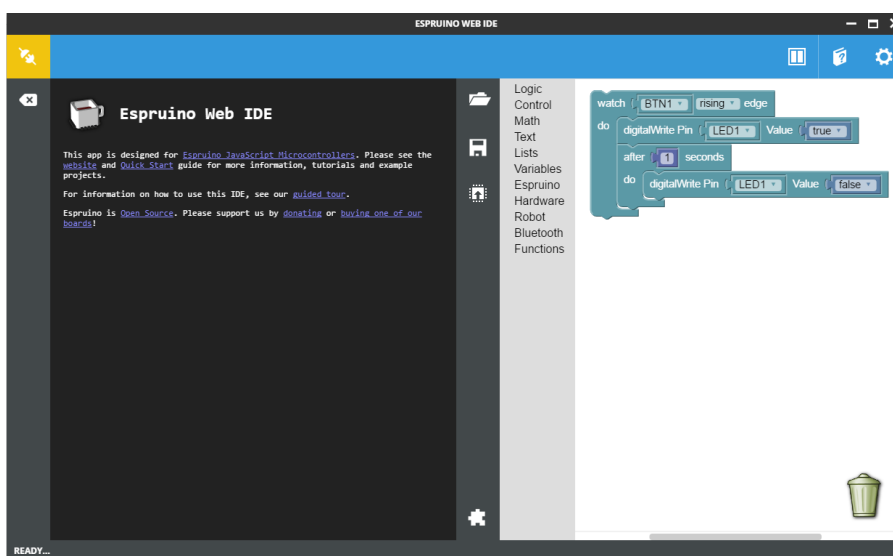 ESPRUINO WEB IDE
Espruino Web IDE
This app is designed for Espruino JavaScript Microcontrollers. Please see the
website and Quick Start guide for more information, tutorials and example
projects.
For information on how to use this IDE, see our guided tour.
Espruino is Open Source. Please support us by donating or buying one of our
boards!
Logic
Control
Math
Text
Lists
Variables
Espruino
Hardware
Robot
Bluetooth
Functions
watch BTN1 rising edge
do digitalWrite Pin LED1 Value true
after 1 seconds
do digitalWrite Pin LED1 Value false
READY...